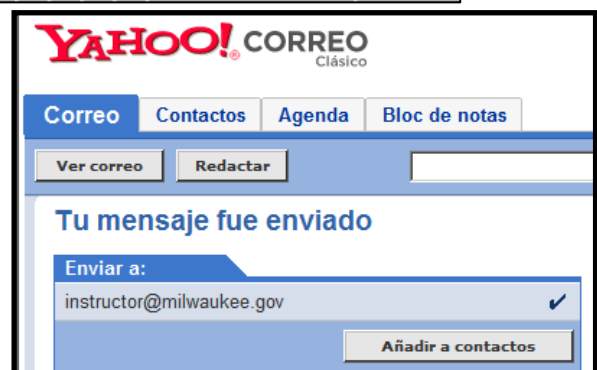 YAHOO!® CORREO
Clásico
Correo Contactos Agenda Bloc de notas
Ver correo Redactar
Tu mensaje fue enviado
Enviar a:
instructor@milwaukee.gov
Añadir a contactos